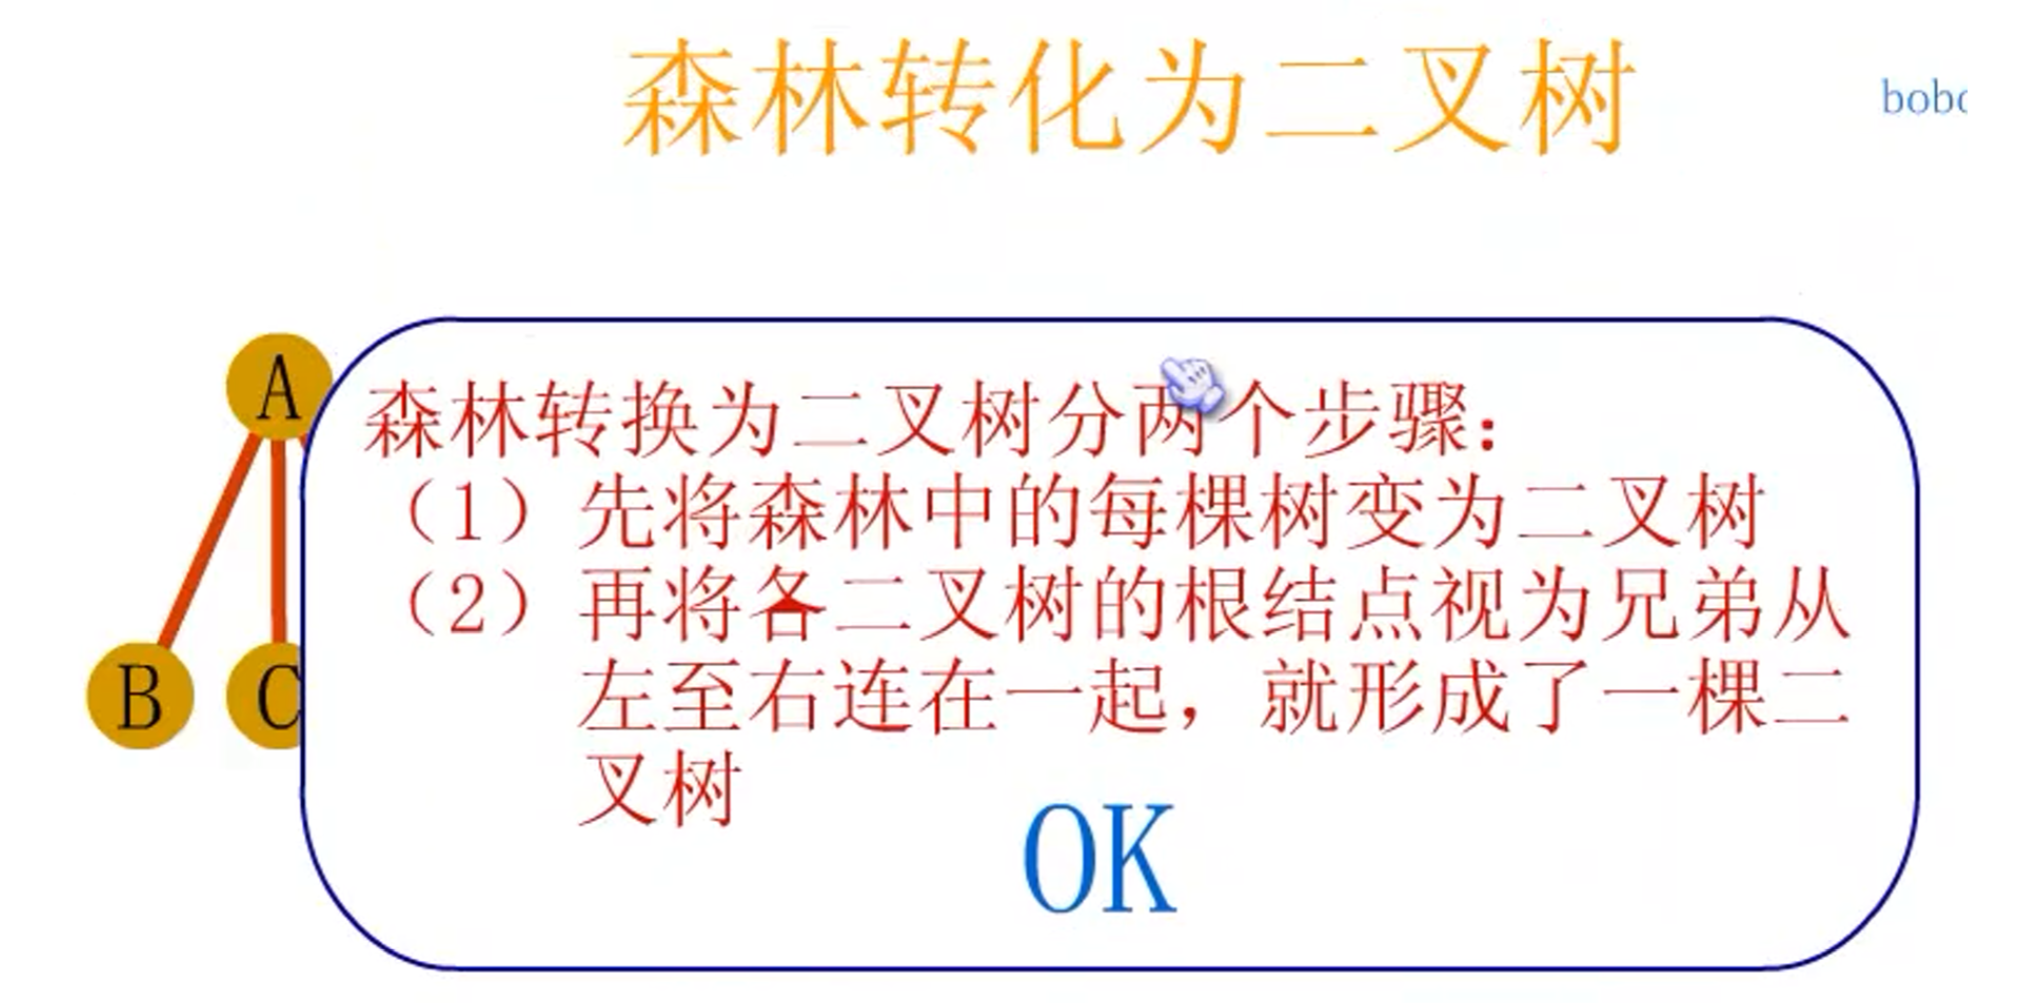 森林转化为二叉树
A
B
C
森林转换为二叉树分两个步骤：
（1）先将森林中的每棵树变为二叉树
（2）再将各二叉树的根结点视为兄弟从
左至右连在一起，就形成了一棵二
叉树
OK